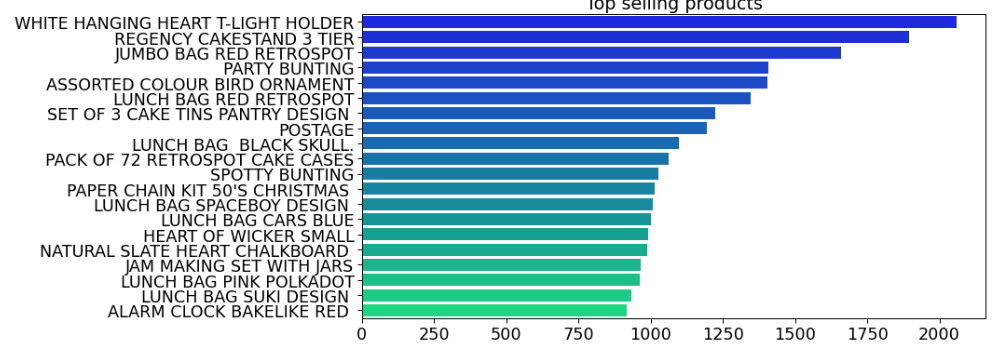 Top selling products
WHITE HANGING HEART T-LIGHT HOLDER
REGENCY CAKESTAND 3 TIER
JUMBO BAG RED RETROSPOT
PARTY BUNTING
ASSORTED COLOUR BIRD ORNAMENT
LUNCH BAG RED RETROSPOT
SET OF 3 CAKE TINS PANTRY DESIGN
POSTAGE
LUNCH BAG  BLACK SKULL.
PACK OF 72 RETROSPOT CAKE CASES
SPOTTY BUNTING
PAPER CHAIN KIT 50'S CHRISTMAS
LUNCH BAG SPACEBOY DESIGN
LUNCH BAG CARS BLUE
HEART OF WICKER SMALL
NATURAL SLATE HEART CHALKBOARD
JAM MAKING SET WITH JARS
LUNCH BAG PINK POLKADOT
LUNCH BAG SUKI DESIGN
ALARM CLOCK BAKELIKE RED
0 250 500 750 1000 1250 1500 1750 2000